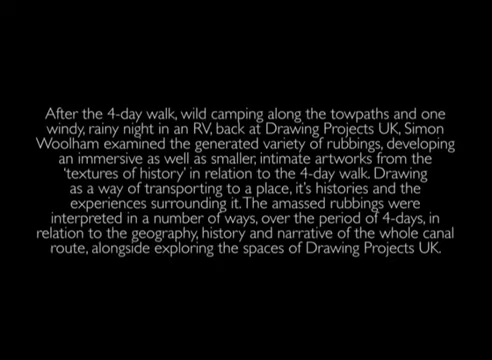 After the 4-day walk, wild camping along the towpaths and one
windy, rainy night in an RV, back at Drawing Projects UK, Simon
Woolham examined the generated variety of rubbings, developing
an immersive as well as smaller, intimate artworks from the
‘textures of history’ in relation to the 4-day walk. Drawing
as a way of transporting to a place, it’s histories and the
experiences surrounding it. The amassed rubbings were
interpreted in a number of ways, over the period of 4-days, in
relation to the geography, history and narrative of the whole canal
route, alongside exploring the spaces of Drawing Projects UK.